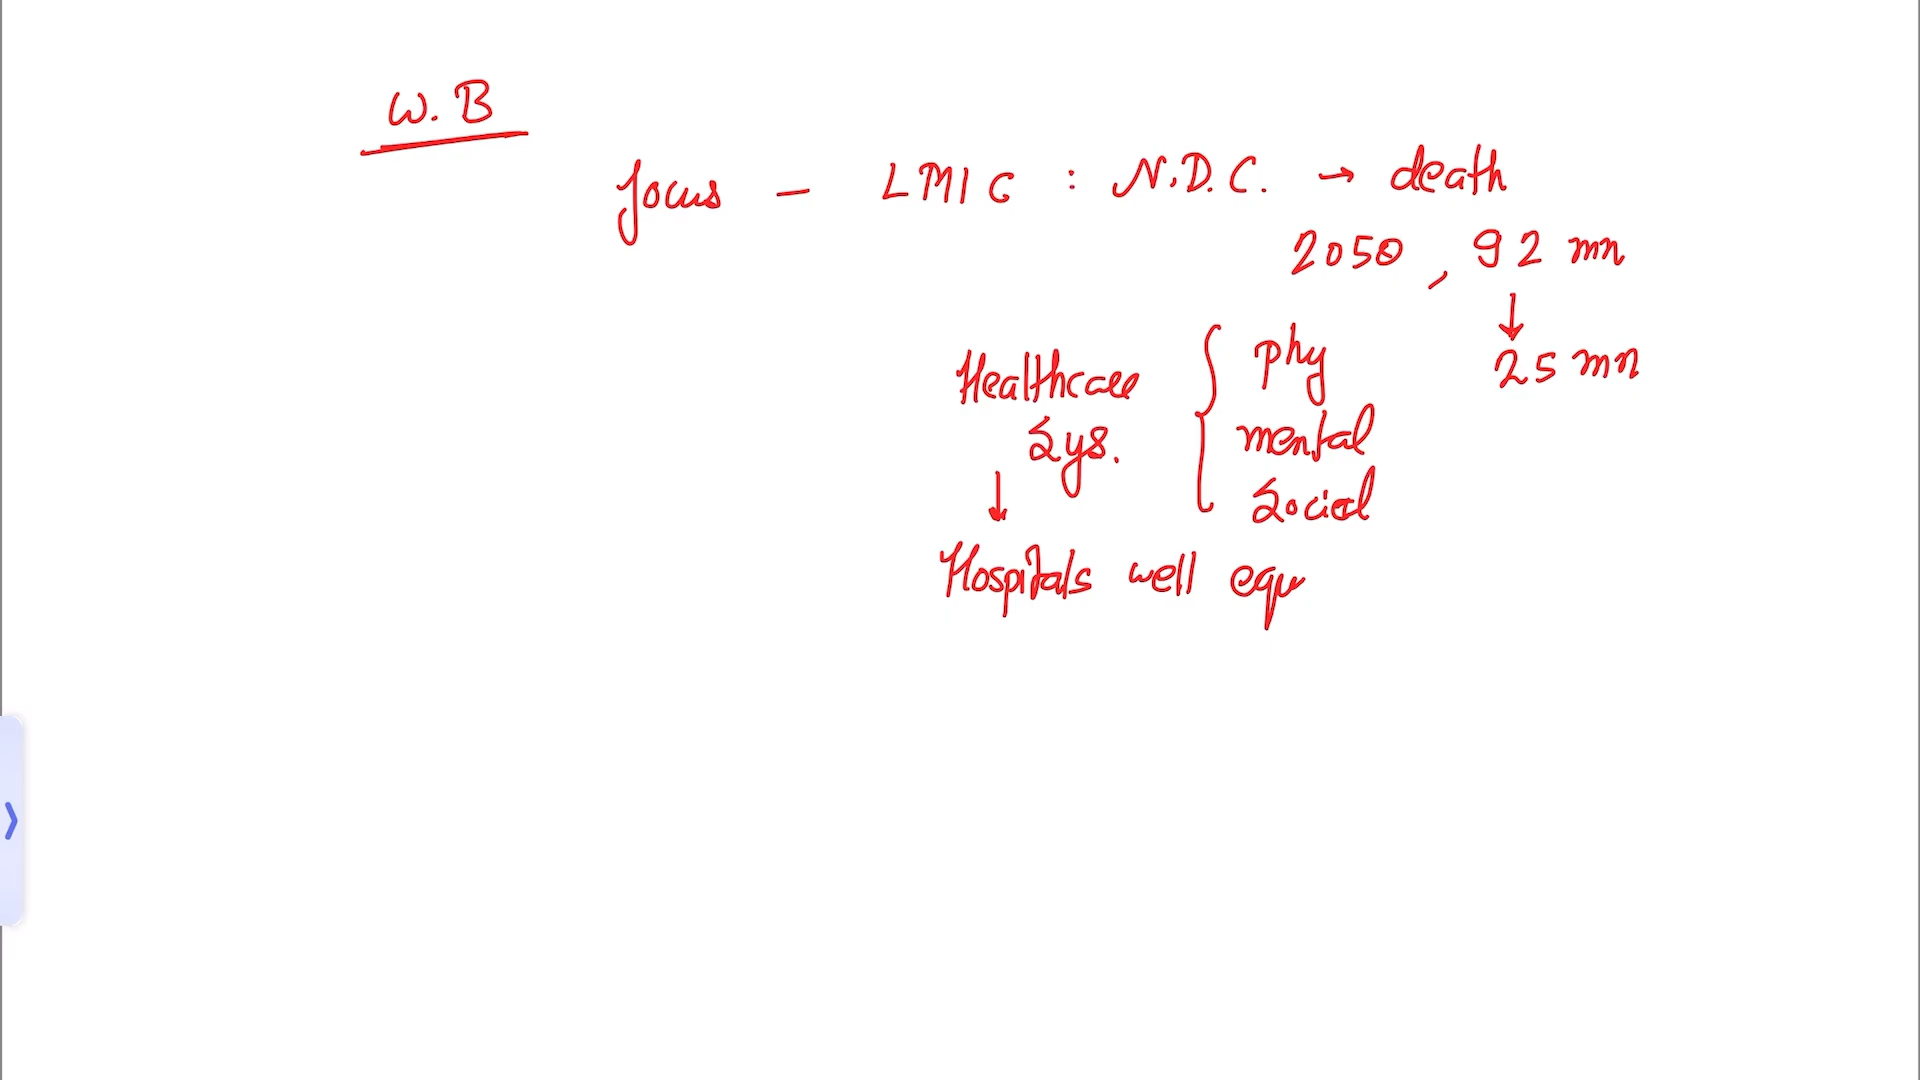 W.B
focus - LMIC : N.D.C. → death
2050 , 92 mn
↓
25 mn
Healthcare { phy
Sys. mental
↓ social
Hospitals well equ